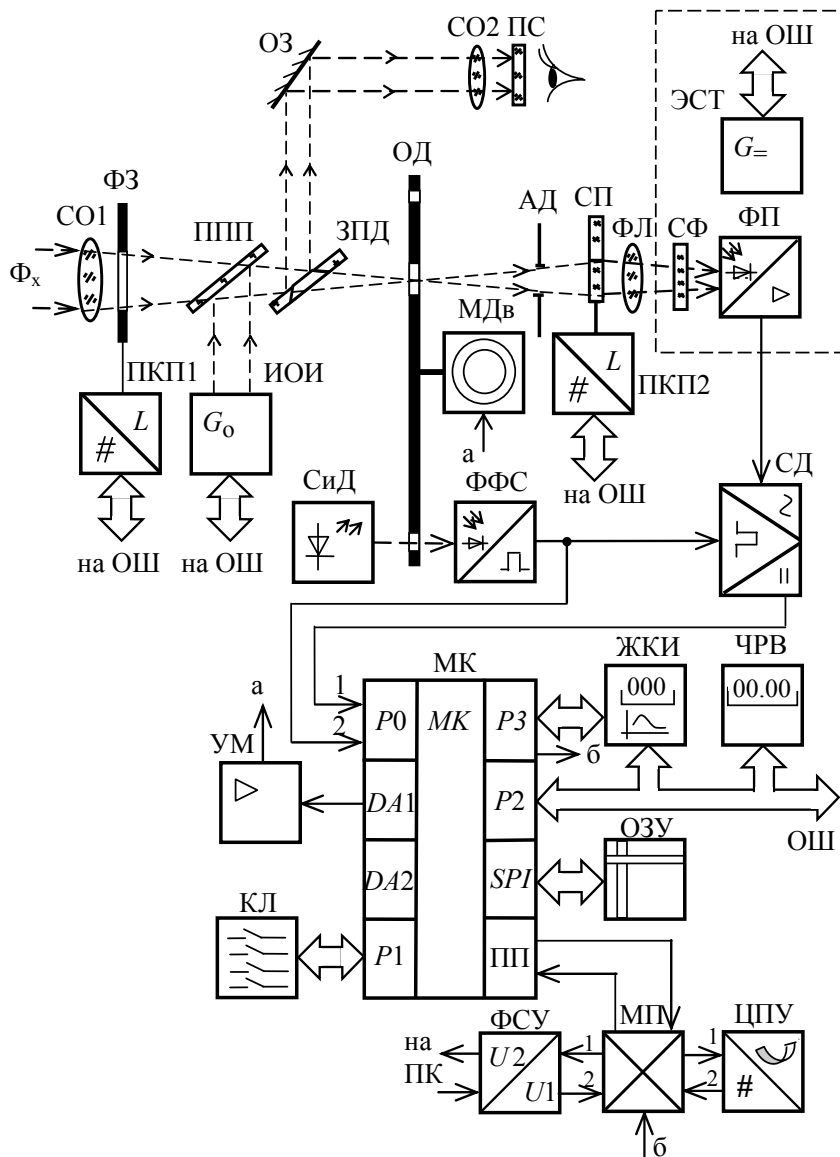 СО2 ПС
ОЗ
на ОШ
ЭСТ
G=
ОД
ФЗ
СО1
ППП
ЗПД
АД
СП
ФЛ
СФ
ФП
Фх
МДв
ПКП1
ИОИ
L
#
G0
L
#
ПКП2
а
на ОШ
СиД
ФФС
СД
на ОШ
на ОШ
МК
ЖКИ
ЧРВ
а
1
2
P0
MK
P3
000
00.00
УМ
б
DA1
P2
ОШ
ОЗУ
DA2
SPI
КЛ
P1
ПП
ФСУ
МП
ЦПУ
на
ПК
U2
U1
1
2
1
2
#
б